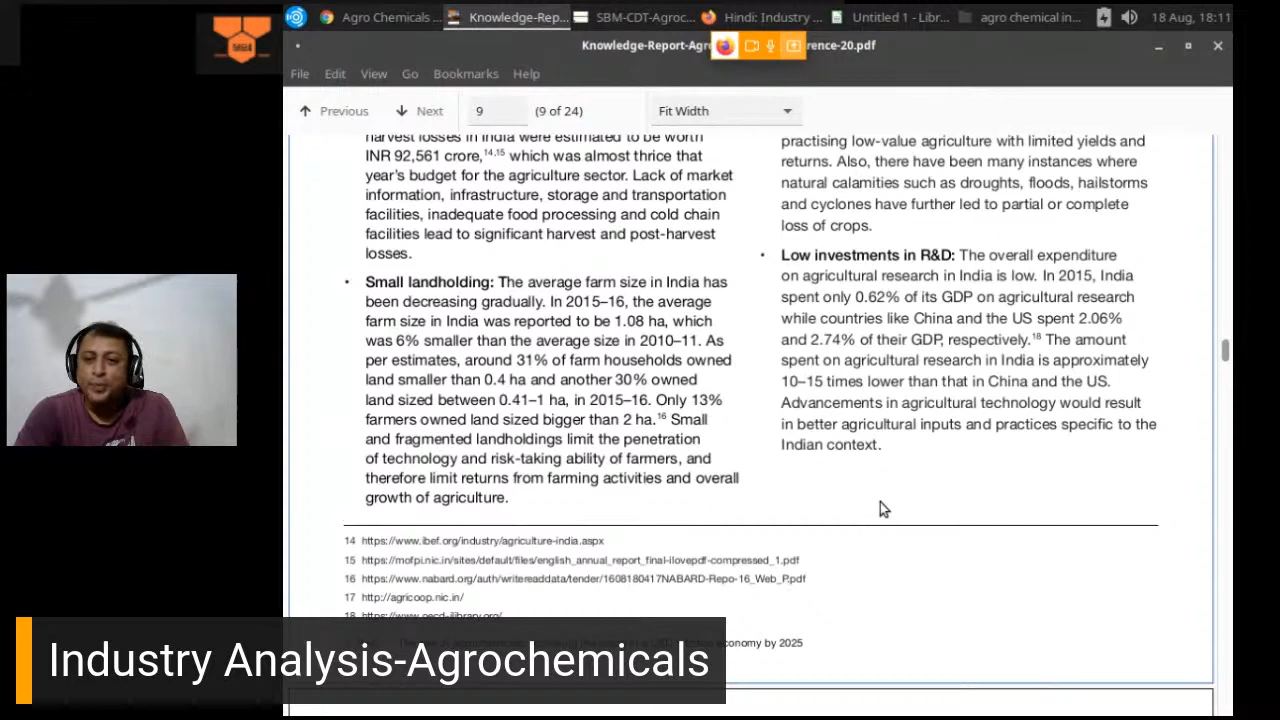 MBA
Agro Chemicals ...
Knowledge-Rep...
SBM-CDT-Agroc...
Hindi: Industry ...
Untitled 1 - Libr...
agro chemical in...
18 Aug, 18:11
Knowledge-Report-Agro rence-20.pdf
File Edit View Go Bookmarks Help
Previous Next 9 (9 of 24) Fit Width
harvest losses in India were estimated to be worth
INR 92,561 crore,14,15 which was almost thrice that
year's budget for the agriculture sector. Lack of market
information, infrastructure, storage and transportation
facilities, inadequate food processing and cold chain
facilities lead to significant harvest and post-harvest
losses.
• Small landholding: The average farm size in India has
been decreasing gradually. In 2015–16, the average
farm size in India was reported to be 1.08 ha, which
was 6% smaller than the average size in 2010–11. As
per estimates, around 31% of farm households owned
land smaller than 0.4 ha and another 30% owned
land sized between 0.41–1 ha, in 2015–16. Only 13%
farmers owned land sized bigger than 2 ha.16 Small
and fragmented landholdings limit the penetration
of technology and risk-taking ability of farmers, and
therefore limit returns from farming activities and overall
growth of agriculture.
practising low-value agriculture with limited yields and
returns. Also, there have been many instances where
natural calamities such as droughts, floods, hailstorms
and cyclones have further led to partial or complete
loss of crops.
• Low investments in R&D: The overall expenditure
on agricultural research in India is low. In 2015, India
spent only 0.62% of its GDP on agricultural research
while countries like China and the US spent 2.06%
and 2.74% of their GDP, respectively.18 The amount
spent on agricultural research in India is approximately
10–15 times lower than that in China and the US.
Advancements in agricultural technology would result
in better agricultural inputs and practices specific to the
Indian context.
14 https://www.ibef.org/industry/agriculture-india.aspx
15 https://mofpi.nic.in/sites/default/files/english_annual_report_final-ilovepdf-compressed_1.pdf
16 https://www.nabard.org/auth/writereaddata/tender/1608180417NABARD-Repo-16_Web_P.pdf
17 http://agricoop.nic.in/
18 https://www.oecd-ilibrary.org/
economy by 2025
Industry Analysis-Agrochemicals